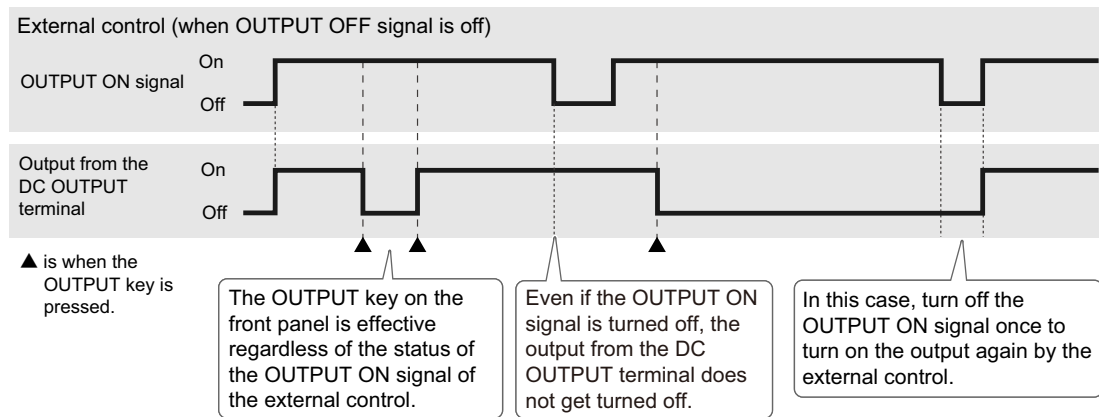 External control (when OUTPUT OFF signal is off)
On
OUTPUT ON signal
Off
Output from the
DC OUTPUT
terminal
On
Off
▲ is when the
OUTPUT key is
pressed.
The OUTPUT key on the
front panel is effective
regardless of the status of
the OUTPUT ON signal of
the external control.
Even if the OUTPUT ON
signal is turned off, the
output from the DC
OUTPUT terminal does
not get turned off.
In this case, turn off the
OUTPUT ON signal once to
turn on the output again by the
external control.